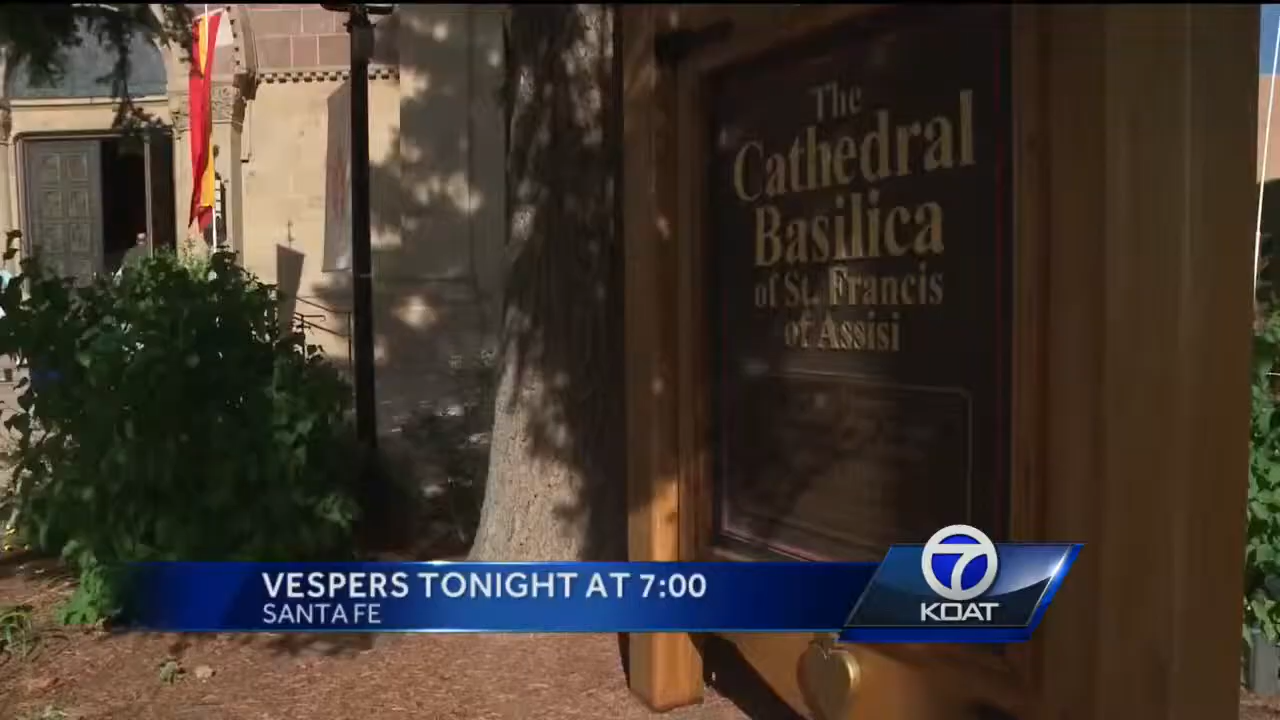 The
Cathedral
Basilica
of St. Francis
of Assisi
VESPERS TONIGHT AT 7:00
SANTA FE
7
KOAT